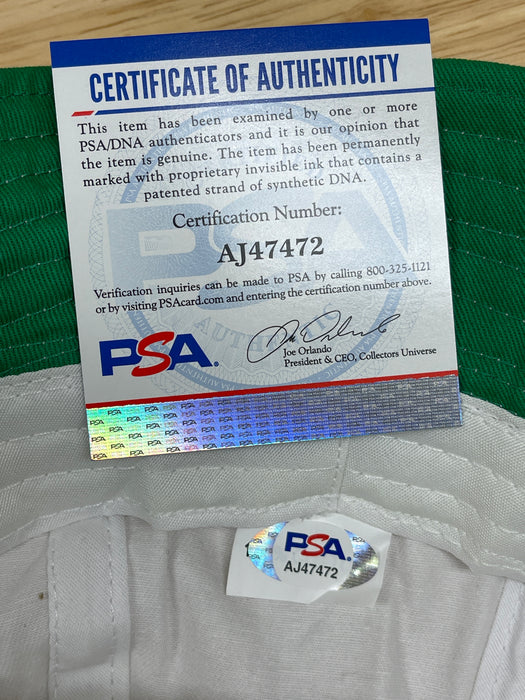 CERTIFICATE OF AUTHENTICITY
This item has been examined by one or more
PSA/DNA authenticators and it is our opinion that
the item is genuine. The item has been permanently
marked with proprietary invisible ink that contains a
patented strand of synthetic DNA.
Certification Number:
AJ47472
Verification inquiries can be made to PSA by calling 800-325-1121
or by visiting PSAcard.com and entering the certification number above.
PSA.
Joe Orlando
President & CEO, Collectors Universe
PSA
AJ47472